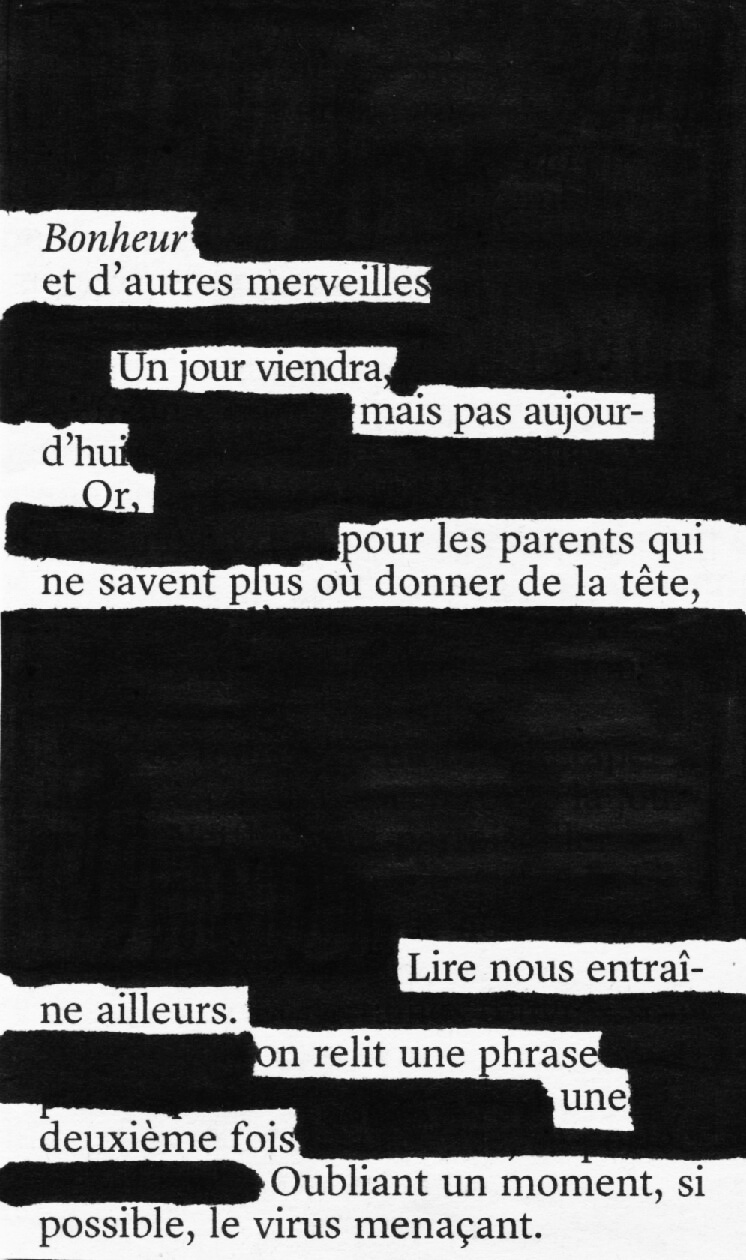 Bonheur
et d'autres merveilles
Un jour viendra,
mais pas aujour-
d'hui
Or,
pour les parents qui
ne savent plus où donner de la tête,
Lire nous entraî-
ne ailleurs.
on relit une phrase
une
deuxième fois
Oubliant un moment, si
possible, le virus menaçant.